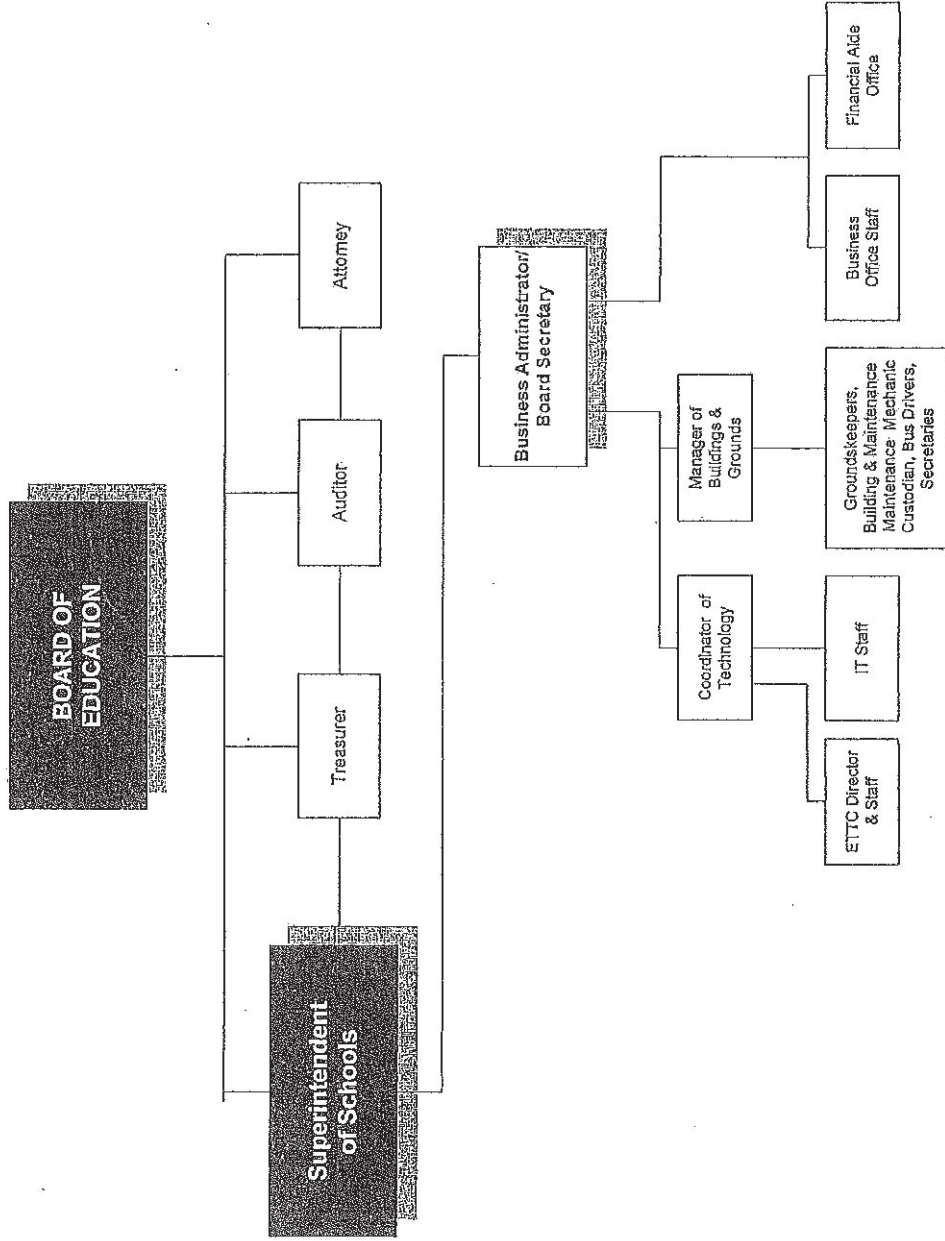 BOARD OF
EDUCATION
Superintendent
of Schools
Treasurer
Auditor
Attorney
Business Administrator/
Board Secretary
Coordinator of
Technology
Manager of
Buildings &
Grounds
ETTC Director
& Staff
IT Staff
Groundskeepers,
Building & Maintenance
Maintenance Mechanic
Custodian, Bus Drivers,
Secretaries
Business
Office Staff
Financial Aide
Office